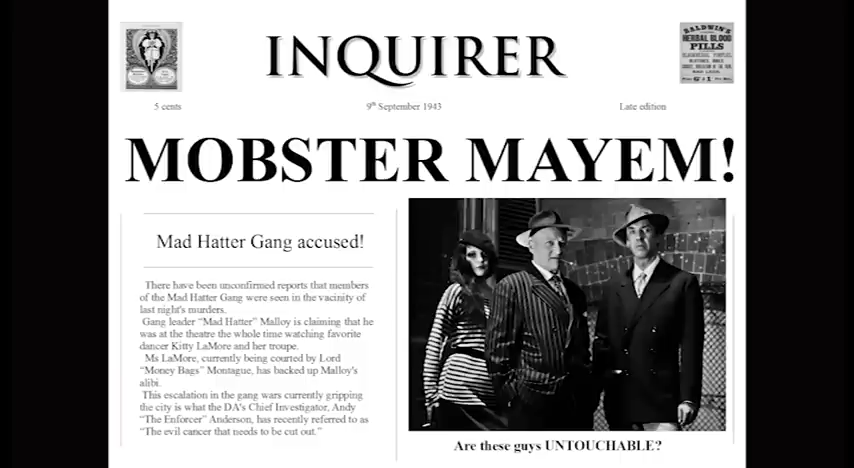 INQUIRER
BALDWIN'S
HERBAL BLOOD
PILLS
5 cents
9th September 1943
Late edition
MOBSTER MAYEM!
Mad Hatter Gang accused!
There have been unconfirmed reports that members
of the Mad Hatter Gang were seen in the vacinity of
last night's murders.
Gang leader “Mad Hatter” Malloy is claiming that he
was at the theatre the whole time watching favorite
dancer Kitty LaMore and her troupe.
Ms LaMore, currently being courted by Lord
“Money Bags” Montague, has backed up Malloy's
alibi.
This escalation in the gang wars currently gripping
the city is what the DA's Chief Investigator, Andy
“The Enforcer” Anderson, has recently referred to as
“The evil cancer that needs to be cut out.”
Are these guys UNTOUCHABLE?